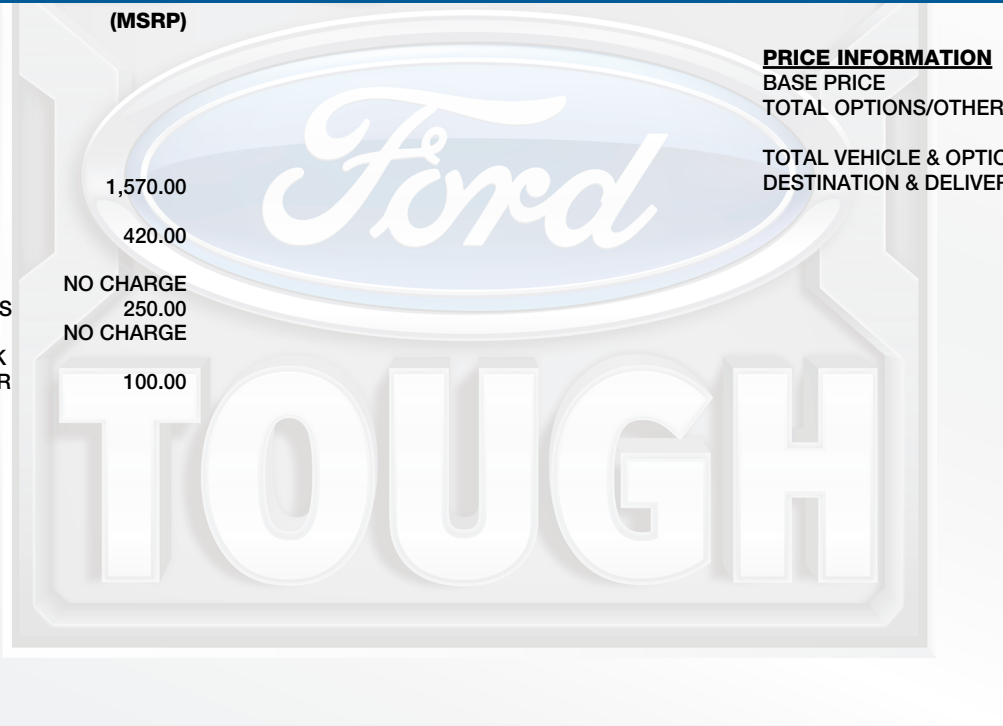 (MSRP)
1,570.00
420.00
NO CHARGE
S 250.00
NO CHARGE
K
R 100.00
PRICE INFORMATION
BASE PRICE
TOTAL OPTIONS/OTHER
TOTAL VEHICLE & OPTIO
DESTINATION & DELIVER
Ford
TOUGH